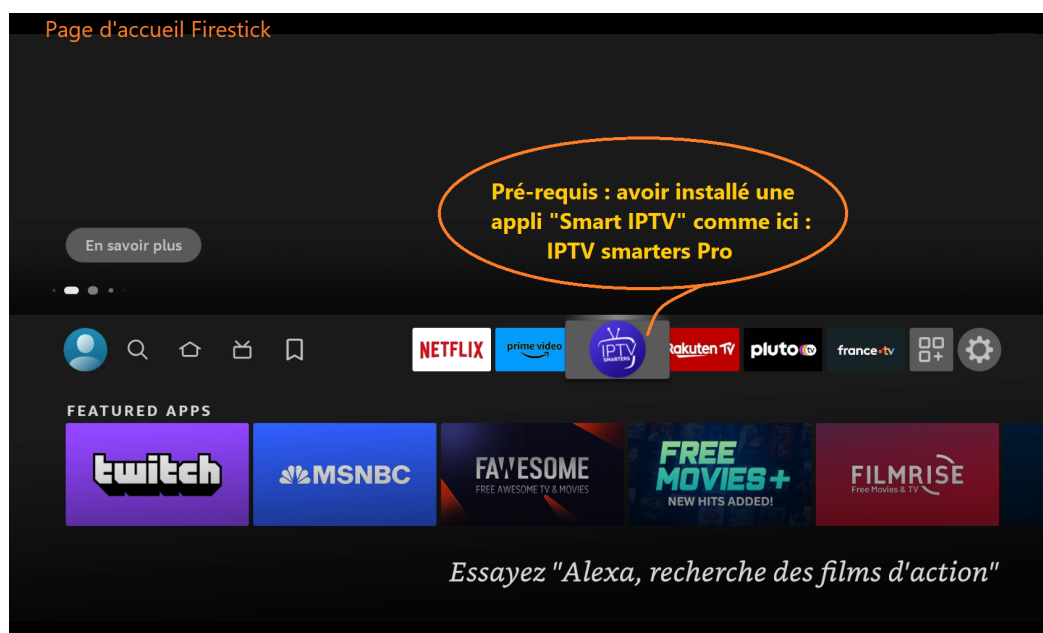 Page d'accueil Firestick
Pré-requis : avoir installé une
appli "Smart IPTV" comme ici :
IPTV smarters Pro
En savoir plus
NETFLIX
prime video
IPTV
SMARTERS
Rakuten TV
pluto tv
france•tv
FEATURED APPS
twitch
MSNBC
FAWESOME
FREE AWESOME TV & MOVIES
FREE
MOVIES+
NEW HITS ADDED!
FILMRISE
Free Movies & TV
Essayez "Alexa, recherche des films d'action"